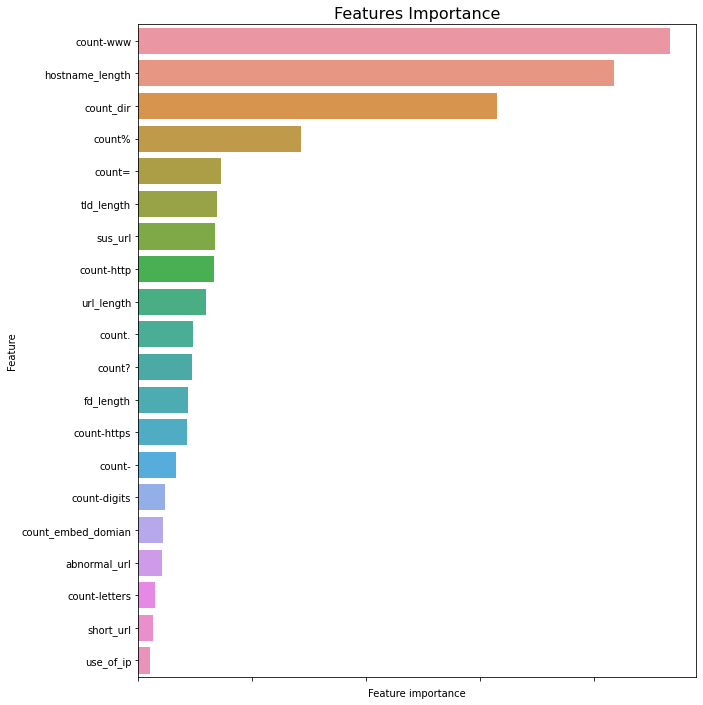 Features Importance
count-www
hostname_length
count_dir
count%
count=
tld_length
sus_url
count-http
url_length
count.
count?
fd_length
count-https
count-
count-digits
count_embed_domian
abnormal_url
count-letters
short_url
use_of_ip
Feature
Feature importance